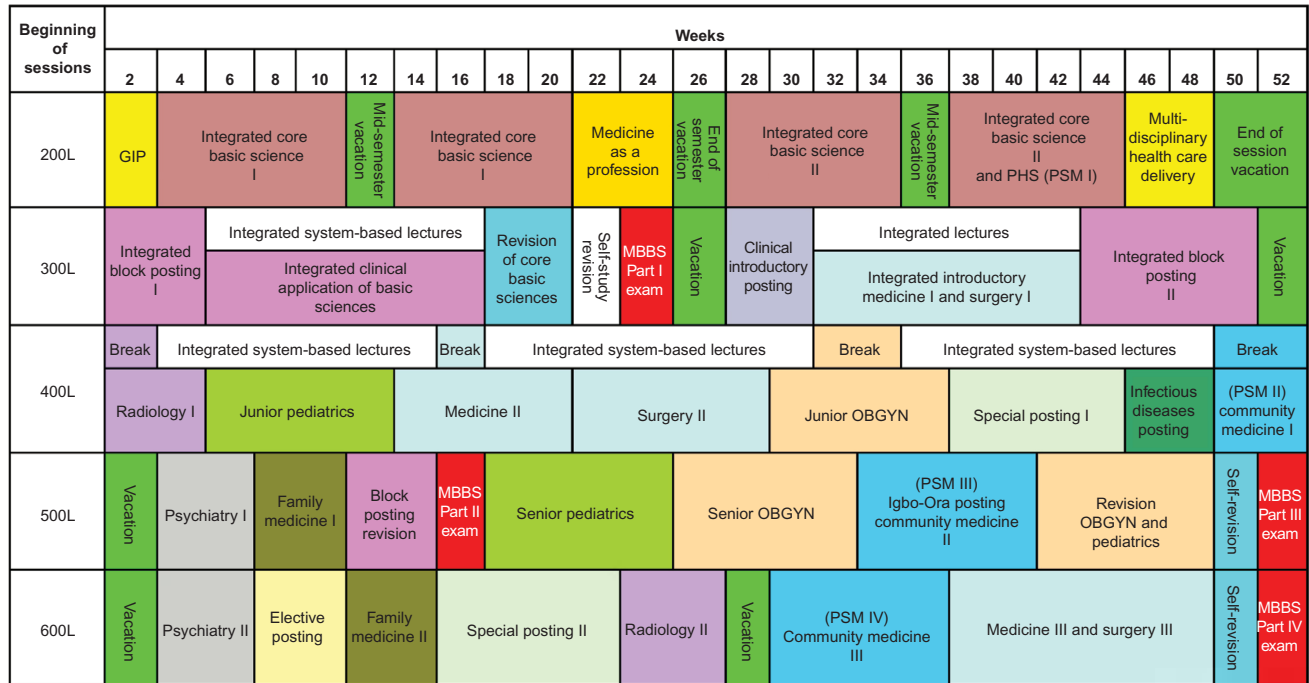 Beginning
of
sessions
Weeks
2 4 6 8 10 12 14 16 18 20 22 24 26 28 30 32 34 36 38 40 42 44 46 48 50 52
200L
GIP
Integrated core
basic science
I
Mid-semester
vacation
Integrated core
basic science
I
Medicine
as a
profession
End of
semester
vacation
Integrated core
basic science
II
Mid-semester
vacation
Integrated core
basic science
II
and PHS (PSM I)
Multi-
disciplinary
health care
delivery
End of
session
vacation
300L
Integrated
block posting
I
Integrated system-based lectures
Integrated clinical
application of basic
sciences
Revision
of core
basic
sciences
Self-study
revision
MBBS
Part I
exam
Vacation
Clinical
introductory
posting
Integrated lectures
Integrated introductory
medicine I and surgery I
Integrated block
posting
II
Vacation
400L
Break
Integrated system-based lectures
Break
Integrated system-based lectures
Break
Integrated system-based lectures
Break
Radiology I
Junior pediatrics
Medicine II
Surgery II
Junior OBGYN
Special posting I
Infectious
diseases
posting
(PSM II)
community
medicine I
500L
Vacation
Psychiatry I
Family
medicine I
Block
posting
revision
MBBS
Part II
exam
Senior pediatrics
Senior OBGYN
(PSM III)
Igbo-Ora posting
community medicine
II
Revision
OBGYN and
pediatrics
Self-revision
MBBS
Part III
exam
600L
Vacation
Psychiatry II
Elective
posting
Family
medicine II
Special posting II
Radiology II
Vacation
(PSM IV)
Community medicine
III
Medicine III and surgery III
Self-revision
MBBS
Part IV
exam